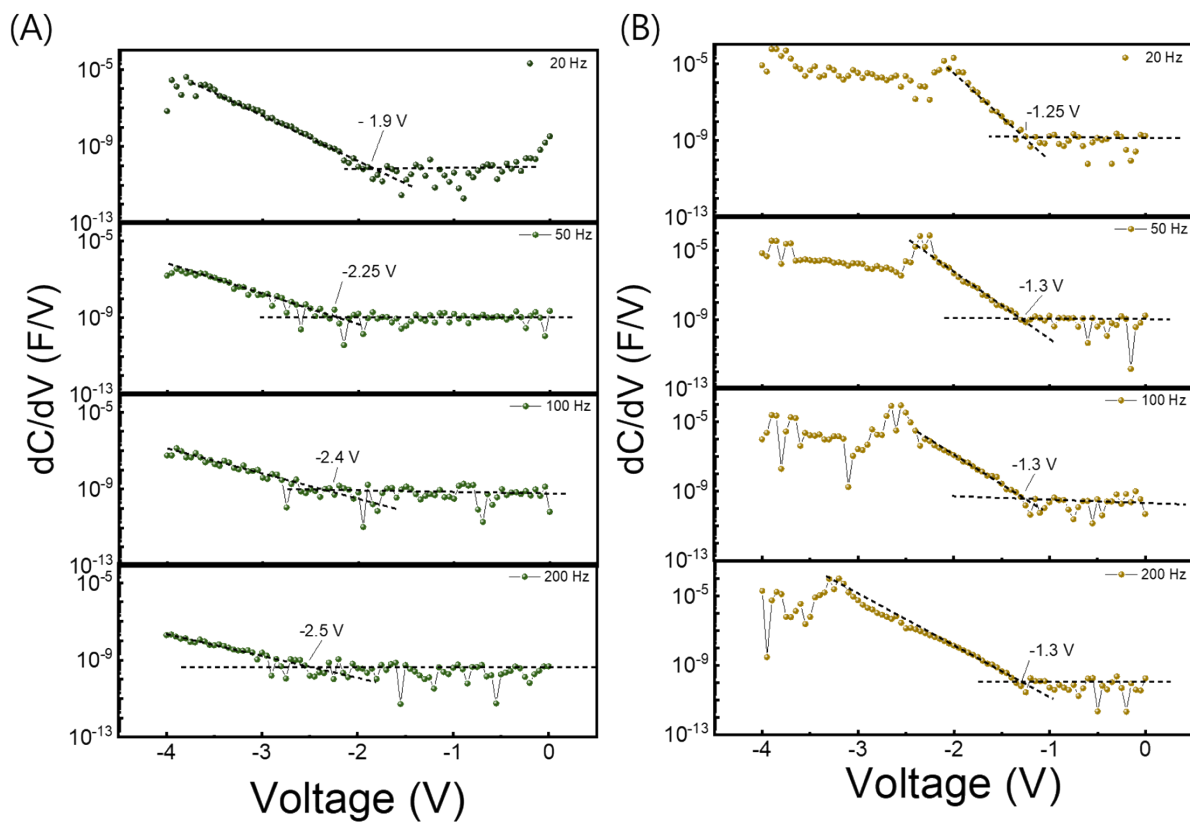 (A)
(B)
dC/dV (F/V)
10-5
10-9
10-13
20 Hz
- 1.9 V
10-5
10-9
10-13
50 Hz
-2.25 V
10-5
10-9
10-13
100 Hz
-2.4 V
10-5
10-9
10-13
200 Hz
-2.5 V
-4 -3 -2 -1 0
Voltage (V)
dC/dV (F/V)
10-5
10-9
10-13
20 Hz
-1.25 V
10-5
10-9
10-13
50 Hz
-1.3 V
10-5
10-9
10-13
100 Hz
-1.3 V
10-5
10-9
10-13
200 Hz
-1.3 V
-4 -3 -2 -1 0
Voltage (V)